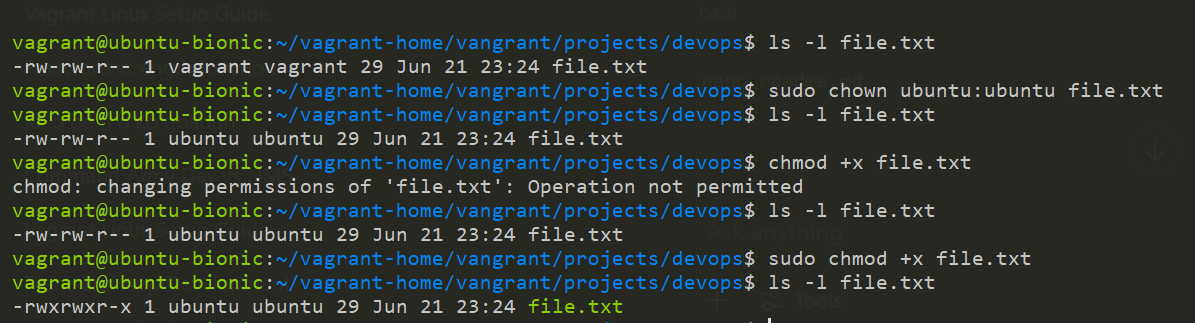 Vagrant Linux Setup Guide
bash
vagrant@ubuntu-bionic:~/vagrant-home/vangrant/projects/devops$ ls -l file.txt
-rw-rw-r-- 1 vagrant vagrant 29 Jun 21 23:24 file.txt
vagrant@ubuntu-bionic:~/vagrant-home/vangrant/projects/devops$ sudo chown ubuntu:ubuntu file.txt
vagrant@ubuntu-bionic:~/vagrant-home/vangrant/projects/devops$ ls -l file.txt
-rw-rw-r-- 1 ubuntu ubuntu 29 Jun 21 23:24 file.txt
vagrant@ubuntu-bionic:~/vagrant-home/vangrant/projects/devops$ chmod +x file.txt
chmod: changing permissions of 'file.txt': Operation not permitted
vagrant@ubuntu-bionic:~/vagrant-home/vangrant/projects/devops$ ls -l file.txt
-rw-rw-r-- 1 ubuntu ubuntu 29 Jun 21 23:24 file.txt
Ask anything
vagrant@ubuntu-bionic:~/vagrant-home/vangrant/projects/devops$ sudo chmod +x file.txt
vagrant@ubuntu-bionic:~/vagrant-home/vangrant/projects/devops$ ls -l file.txt
-rwxrwxr-x 1 ubuntu ubuntu 29 Jun 21 23:24 file.txt
Tools